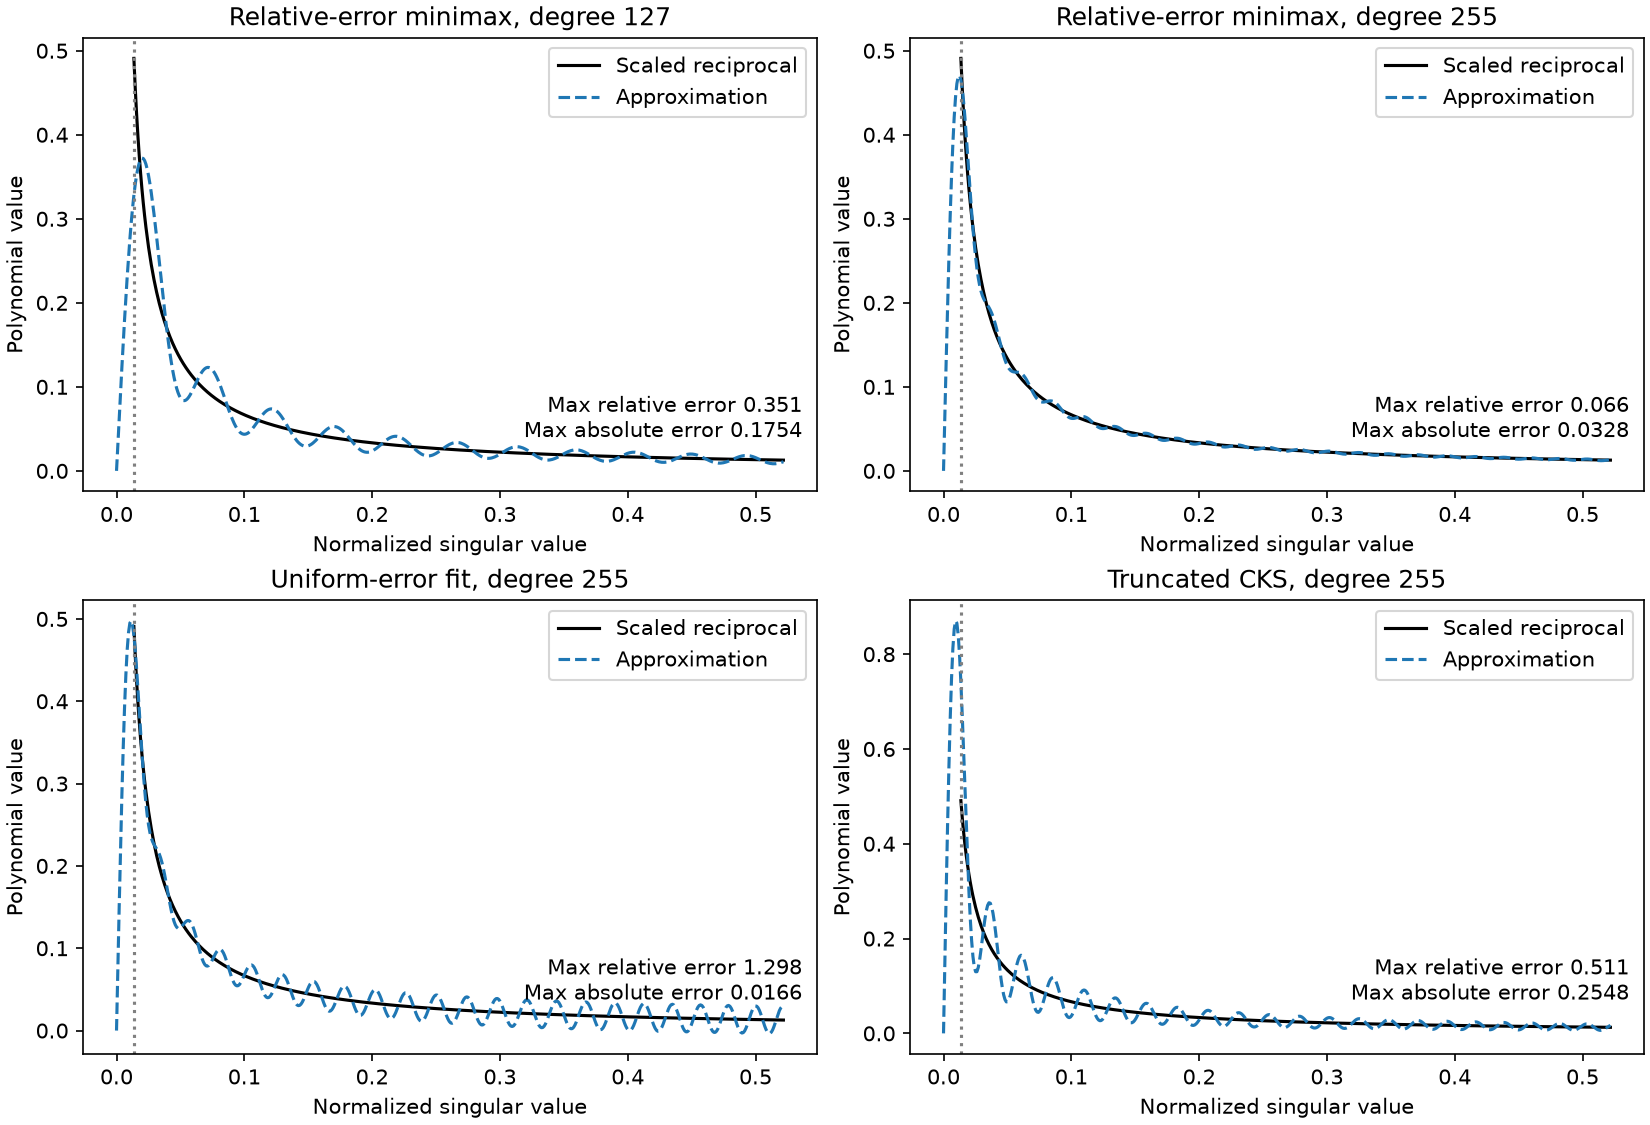 Relative-error minimax, degree 127
Polynomial value
0.5
0.4
0.3
0.2
0.1
0.0
Scaled reciprocal
Approximation
Max relative error 0.351
Max absolute error 0.1754
0.0 0.1 0.2 0.3 0.4 0.5
Normalized singular value
Relative-error minimax, degree 255
Polynomial value
0.5
0.4
0.3
0.2
0.1
0.0
Scaled reciprocal
Approximation
Max relative error 0.066
Max absolute error 0.0328
0.0 0.1 0.2 0.3 0.4 0.5
Normalized singular value
Uniform-error fit, degree 255
Polynomial value
0.5
0.4
0.3
0.2
0.1
0.0
Scaled reciprocal
Approximation
Max relative error 1.298
Max absolute error 0.0166
0.0 0.1 0.2 0.3 0.4 0.5
Normalized singular value
Truncated CKS, degree 255
Polynomial value
0.8
0.6
0.4
0.2
0.0
Scaled reciprocal
Approximation
Max relative error 0.511
Max absolute error 0.2548
0.0 0.1 0.2 0.3 0.4 0.5
Normalized singular value